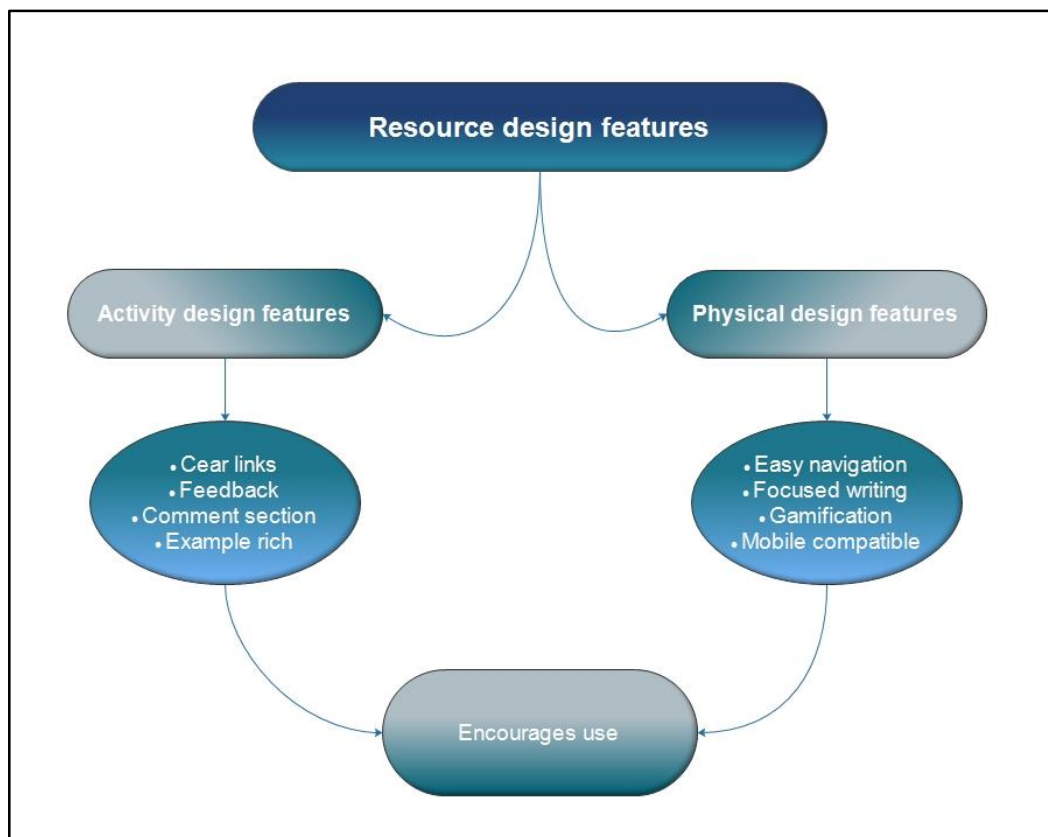 Resource design features
Activity design features
Physical design features
• Cear links
• Feedback
• Comment section
• Example rich
• Easy navigation
• Focused writing
• Gamification
• Mobile compatible
Encourages use